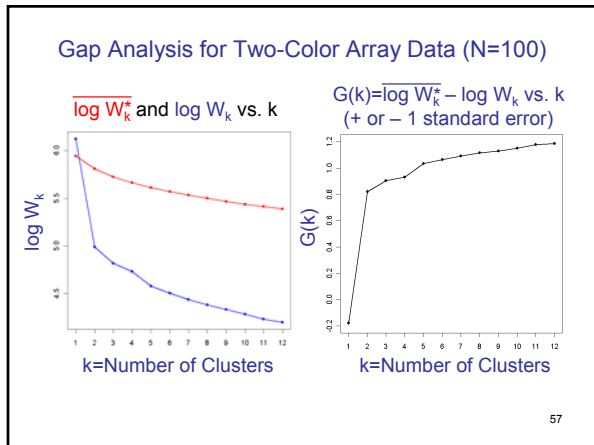 Gap Analysis for Two-Color Array Data (N=100)
log W*k and log Wk vs. k
G(k)=log W*k – log Wk vs. k
(+ or – 1 standard error)
log Wk
6.0
5.5
5.0
4.5
1 2 3 4 5 6 7 8 9 10 11 12
k=Number of Clusters
G(k)
1.2
1.0
0.8
0.6
0.4
0.2
0.0
-0.2
1 2 3 4 5 6 7 8 9 10 11 12
k=Number of Clusters
57